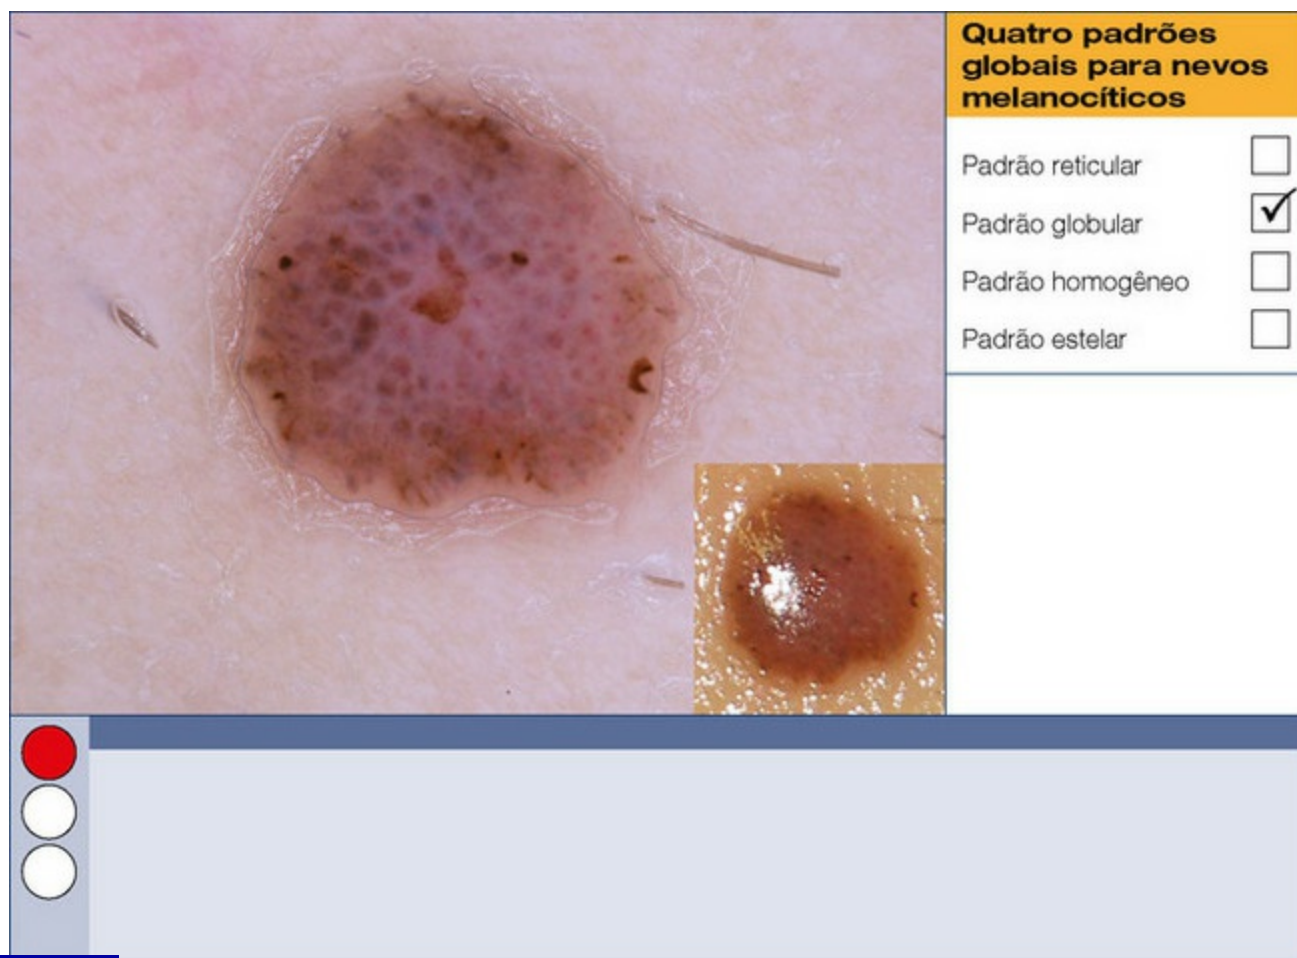 Quatro padrões
globais para nevos
melanocíticos
Padrão reticular
Padrão globular
Padrão homogêneo
Padrão estelar